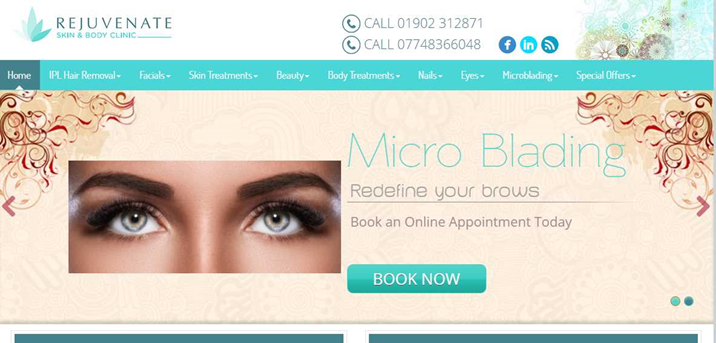 REJUVENATE
SKIN & BODY CLINIC
CALL 01902 312871
CALL 07748366048
Home IPL Hair Removal Facials Skin Treatments Beauty Body Treatments Nails Eyes Microblading Special Offers
Micro Blading
Redefine your brows
Book an Online Appointment Today
BOOK NOW